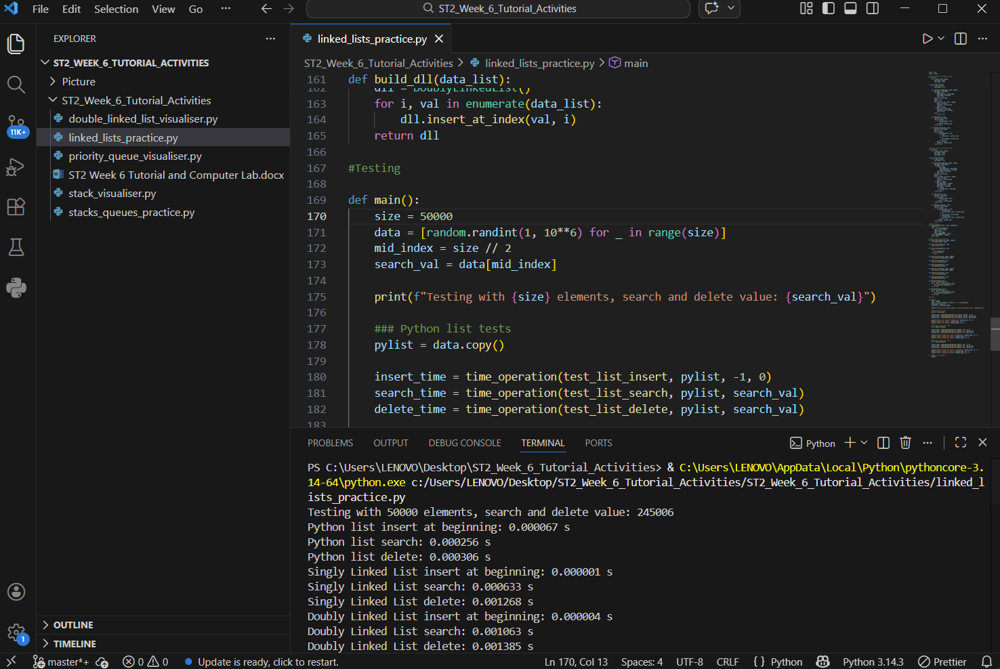 File Edit Selection View Go ··· ST2_Week_6_Tutorial_Activities
EXPLORER ···
ST2_WEEK_6_TUTORIAL_ACTIVITIES
Picture
ST2_Week_6_Tutorial_Activities
double_linked_list_visualiser.py
linked_lists_practice.py
priority_queue_visualiser.py
ST2 Week 6 Tutorial and Computer Lab.docx
stack_visualiser.py
stacks_queues_practice.py
11K+
1
OUTLINE
TIMELINE
linked_lists_practice.py
ST2_Week_6_Tutorial_Activities > linked_lists_practice.py > main
161 def build_dll(data_list):
162 dll = DoublyLinkedList()
163 for i, val in enumerate(data_list):
164 dll.insert_at_index(val, i)
165 return dll
166
167 #Testing
168
169 def main():
170 size = 50000
171 data = [random.randint(1, 10**6) for _ in range(size)]
172 mid_index = size // 2
173 search_val = data[mid_index]
174
175 print(f"Testing with {size} elements, search and delete value: {search_val}")
176
177 ### Python list tests
178 pylist = data.copy()
179
180 insert_time = time_operation(test_list_insert, pylist, -1, 0)
181 search_time = time_operation(test_list_search, pylist, search_val)
182 delete_time = time_operation(test_list_delete, pylist, search_val)
183
PROBLEMS OUTPUT DEBUG CONSOLE TERMINAL PORTS Python
PS C:\Users\LENOVO\Desktop\ST2_Week_6_Tutorial_Activities> & C:\Users\LENOVO\AppData\Local\Python\pythoncore-3.
14-64\python.exe c:/Users/LENOVO/Desktop/ST2_Week_6_Tutorial_Activities/ST2_Week_6_Tutorial_Activities/linked_l
ists_practice.py
Testing with 50000 elements, search and delete value: 245006
Python list insert at beginning: 0.000067 s
Python list search: 0.000256 s
Python list delete: 0.000306 s
Singly Linked List insert at beginning: 0.000001 s
Singly Linked List search: 0.000633 s
Singly Linked List delete: 0.001268 s
Doubly Linked List insert at beginning: 0.000004 s
Doubly Linked List search: 0.001063 s
Doubly Linked List delete: 0.001385 s
master*+ 0 0 Update is ready, click to restart. Ln 170, Col 13 Spaces: 4 UTF-8 CRLF { } Python Python 3.14.3 Prettier